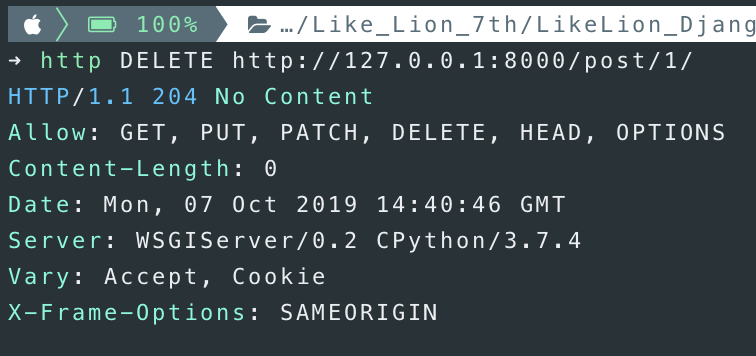 100% …/Like_Lion_7th/LikeLion_Djang
➜ http DELETE http://127.0.0.1:8000/post/1/
HTTP/1.1 204 No Content
Allow: GET, PUT, PATCH, DELETE, HEAD, OPTIONS
Content-Length: 0
Date: Mon, 07 Oct 2019 14:40:46 GMT
Server: WSGIServer/0.2 CPython/3.7.4
Vary: Accept, Cookie
X-Frame-Options: SAMEORIGIN